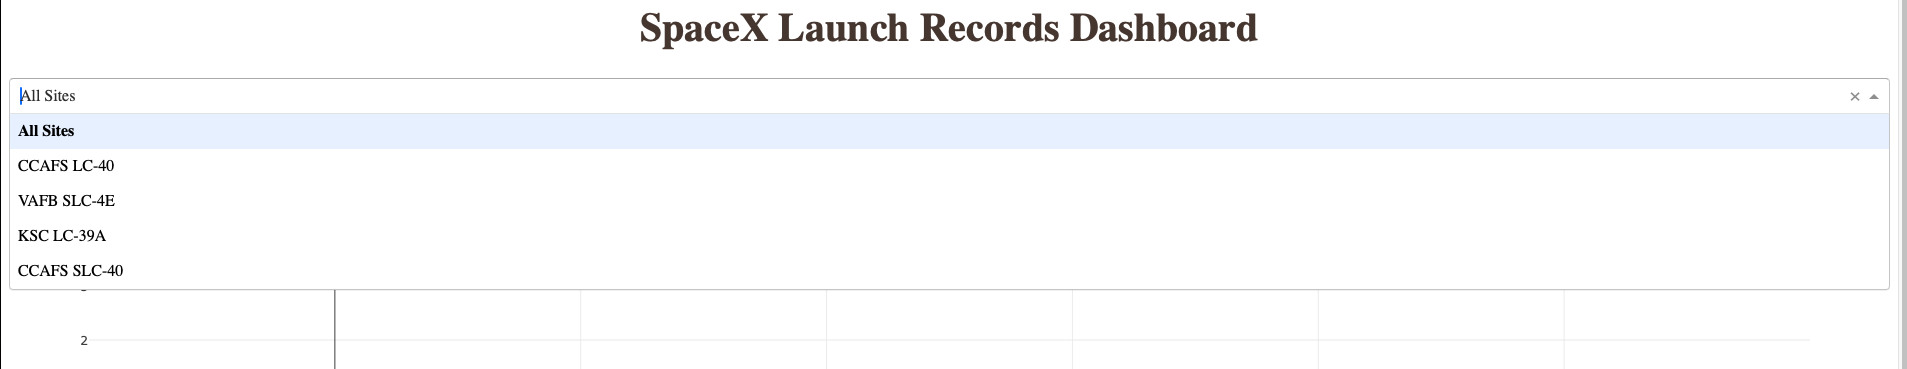 SpaceX Launch Records Dashboard
All Sites
All Sites
CCAFS LC-40
VAFB SLC-4E
KSC LC-39A
CCAFS SLC-40
2